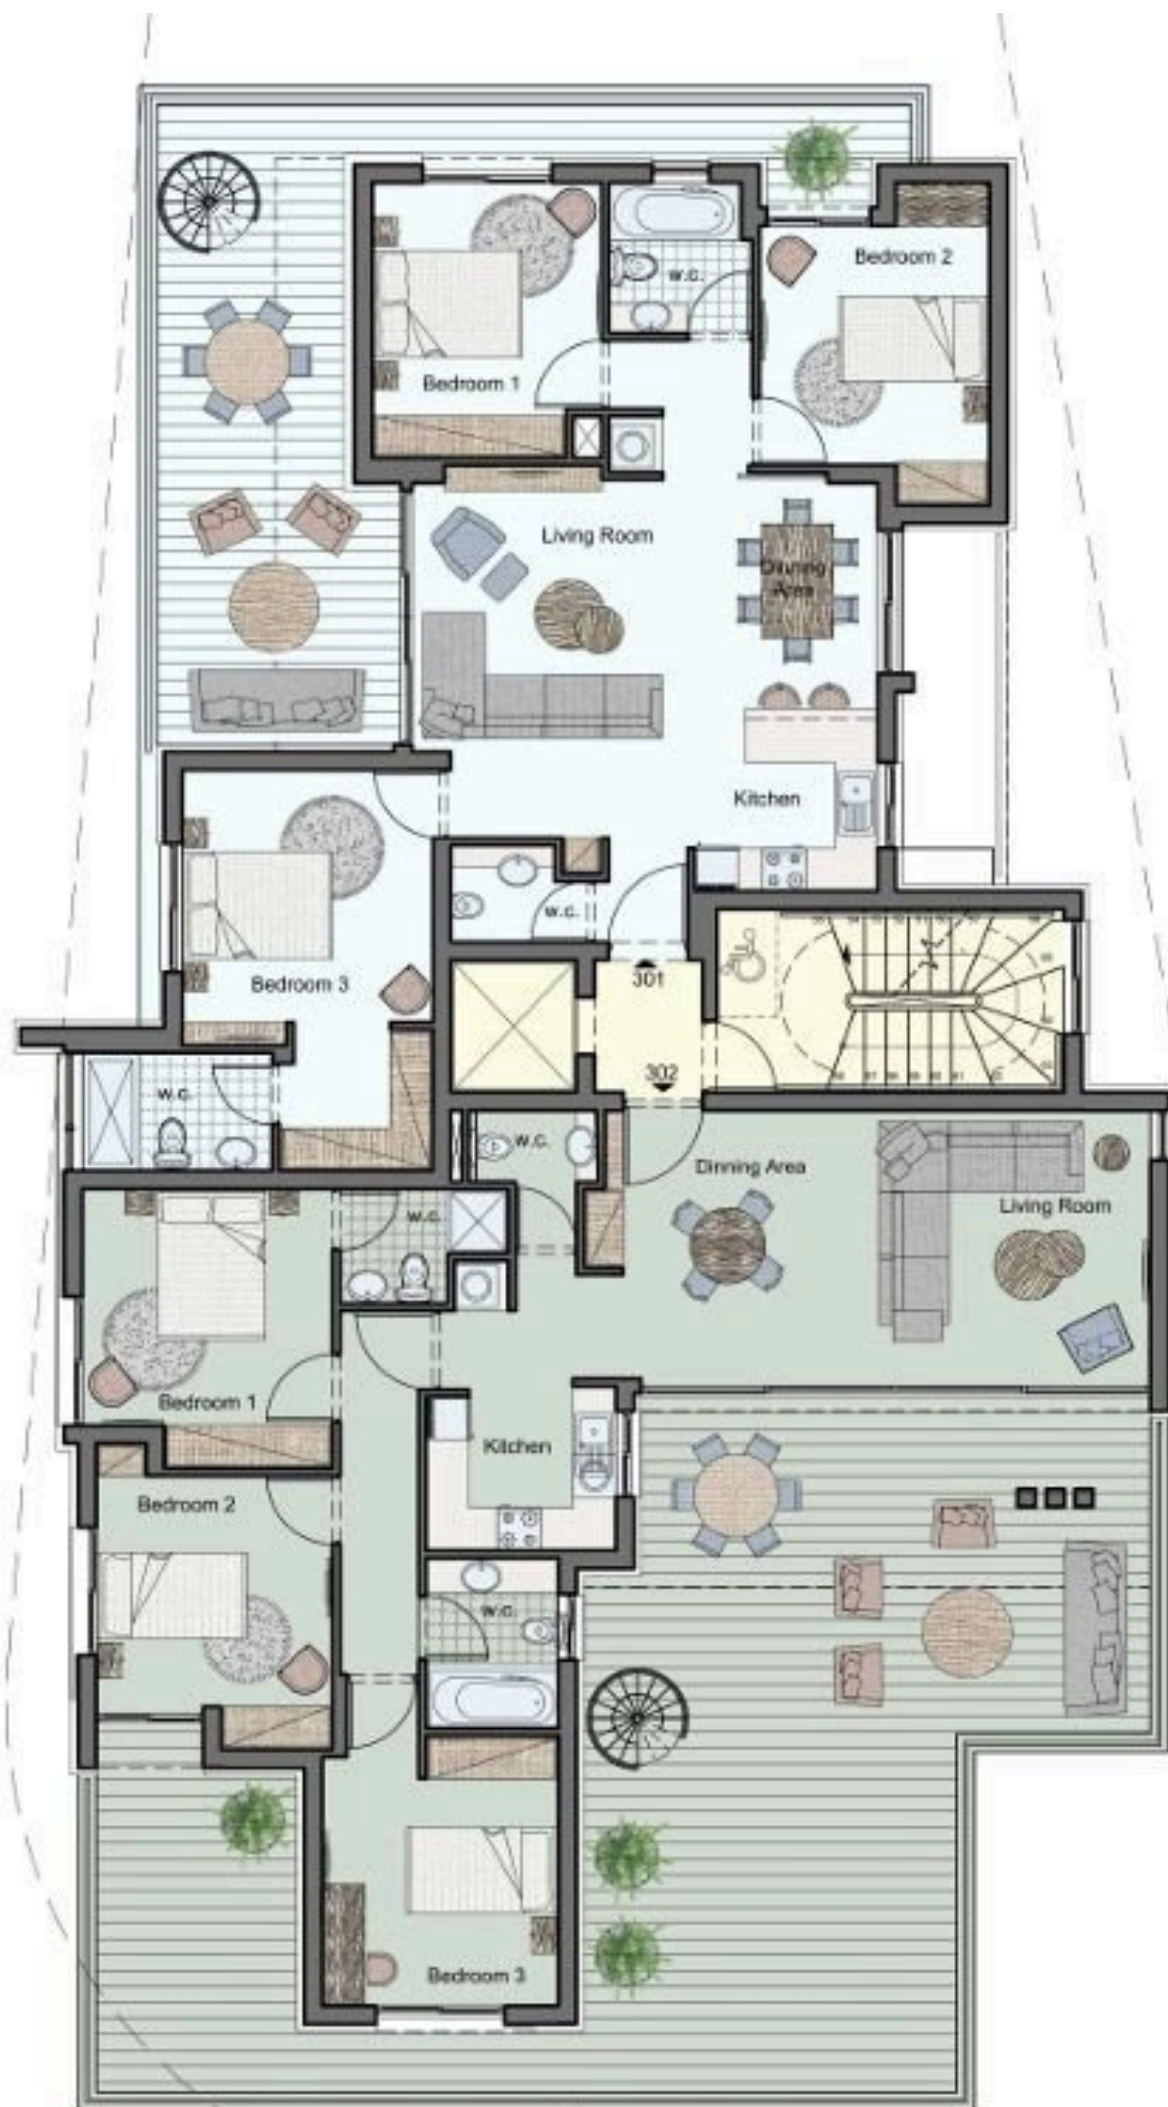 Bedroom 2
W.C.
Bedroom 1
Living Room
Dinning
Area
Kitchen
W.C.
Bedroom 3
301
302
W.C.
W.C.
Dinning Area
Living Room
W.C.
Bedroom 1
Kitchen
Bedroom 2
W.C.
Bedroom 3